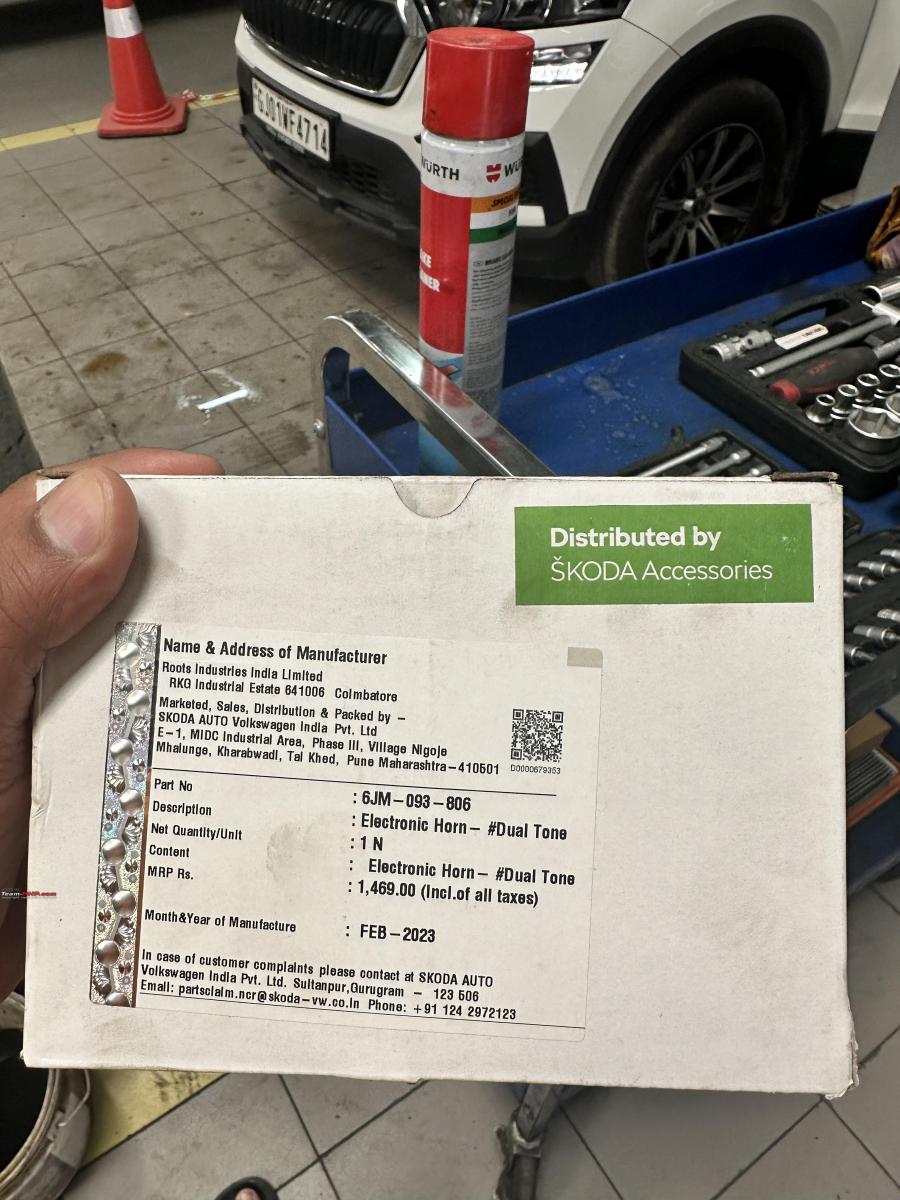 GJ01WF4714
WÜRTH
Distributed by
ŠKODA Accessories
Name & Address of Manufacturer
Roots Industries India Limited
RKG Industrial Estate 641006 Coimbatore
Marketed, Sales, Distribution & Packed by –
SKODA AUTO Volkswagen India Pvt. Ltd
E-1, MIDC Industrial Area, Phase III, Village Nigoje
Mhalunge, Kharabwadi, Tal Khed, Pune Maharashtra-410501
D0000679353
Part No : 6JM-093-806
Description : Electronic Horn- #Dual Tone
Net Quantity/Unit : 1 N
Content : Electronic Horn- #Dual Tone
MRP Rs. : 1,469.00 (Incl.of all taxes)
Month&Year of Manufacture : FEB-2023
In case of customer complaints please contact at SKODA AUTO
Volkswagen India Pvt. Ltd. Sultanpur,Gurugram - 123 506
Email: partsclaim.ncr@skoda-vw.co.in Phone: +91 124 2972123